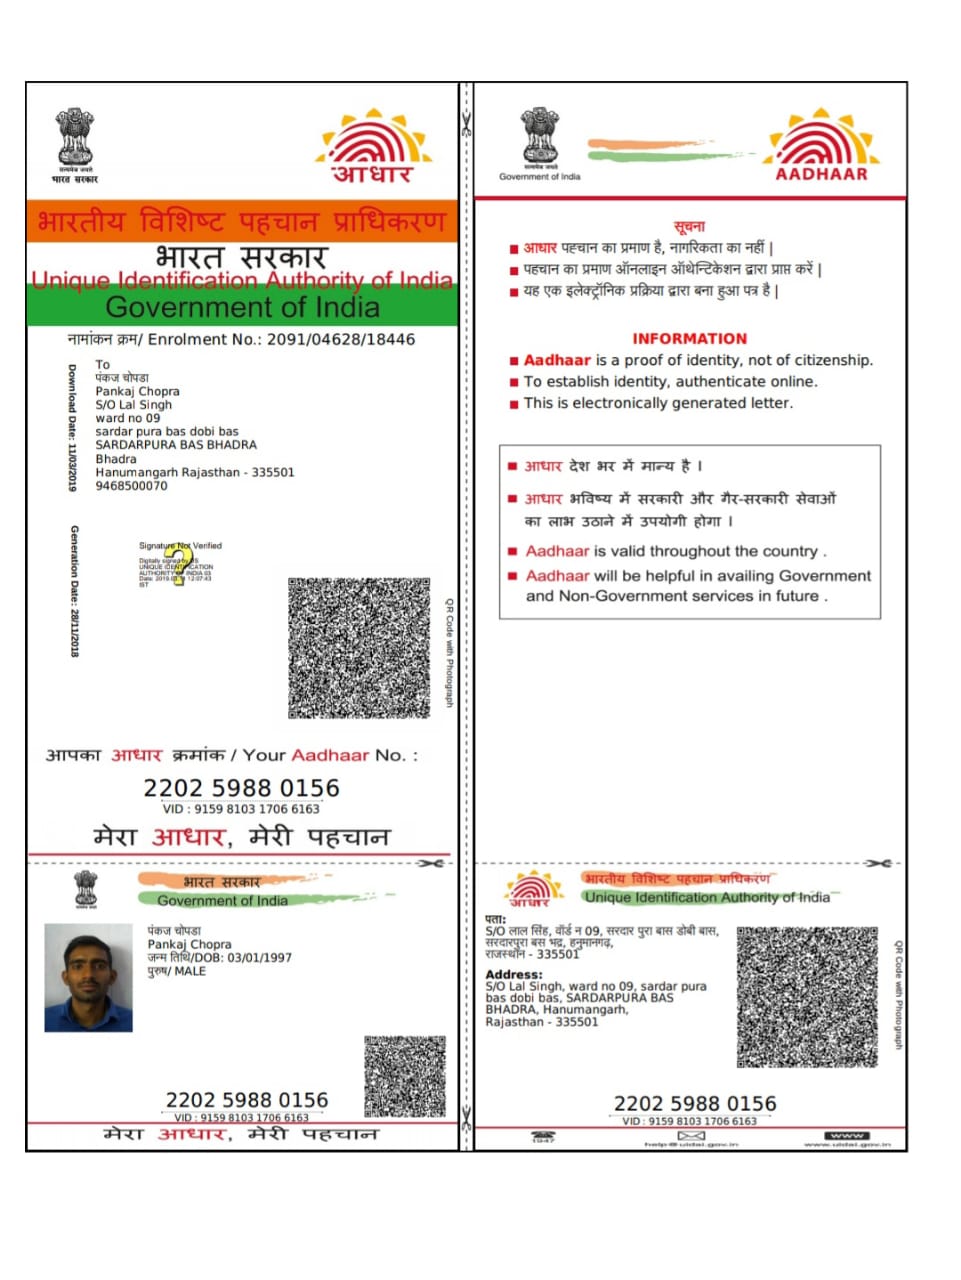 सत्यमेव जयते
भारत सरकार
आधार
भारतीय विशिष्ट पहचान प्राधिकरण
भारत सरकार
Unique Identification Authority of India
Government of India
नामांकन क्रम/ Enrolment No.: 2091/04628/18446
Download Date: 11/03/2019
To
पंकज चोपडा
Pankaj Chopra
S/O Lal Singh
ward no 09
sardar pura bas dobi bas
SARDARPURA BAS BHADRA
Bhadra
Hanumangarh Rajasthan - 335501
9468500070
Generation Date: 28/11/2018
Signature Not Verified
Digitally signed by DS
UNIQUE IDENTIFICATION
AUTHORITY OF INDIA 03
Date: 2019.03.11 12:07:43
IST
QR Code with Photograph
आपका आधार क्रमांक / Your Aadhaar No. :
2202 5988 0156
VID : 9159 8103 1706 6163
मेरा आधार, मेरी पहचान
भारत सरकार
Government of India
पंकज चोपडा
Pankaj Chopra
जन्म तिथि/DOB: 03/01/1997
पुरुष/ MALE
2202 5988 0156
VID : 9159 8103 1706 6163
मेरा आधार, मेरी पहचान
सत्यमेव जयते
Government of India
AADHAAR
सूचना
आधार पहचान का प्रमाण है, नागरिकता का नहीं |
पहचान का प्रमाण ऑनलाइन ऑथेन्टिकेशन द्वारा प्राप्त करें |
यह एक इलेक्ट्रॉनिक प्रक्रिया द्वारा बना हुआ पत्र है |
INFORMATION
Aadhaar is a proof of identity, not of citizenship.
To establish identity, authenticate online.
This is electronically generated letter.
आधार देश भर में मान्य है ।
आधार भविष्य में सरकारी और गैर-सरकारी सेवाओं
का लाभ उठाने में उपयोगी होगा ।
Aadhaar is valid throughout the country .
Aadhaar will be helpful in availing Government
and Non-Government services in future .
आधार
भारतीय विशिष्ट पहचान प्राधिकरण
Unique Identification Authority of India
पता:
S/O लाल सिंह, वॉर्ड न 09, सरदार पुरा बास डोबी बास,
सरदारपुरा बस भद्र, हनुमानगढ़,
राजस्थान - 335501
Address:
S/O Lal Singh, ward no 09, sardar pura
bas dobi bas, SARDARPURA BAS
BHADRA, Hanumangarh,
Rajasthan - 335501
QR Code with Photograph
2202 5988 0156
VID : 9159 8103 1706 6163
1947
help@uidai.gov.in
www
www.uidai.gov.in